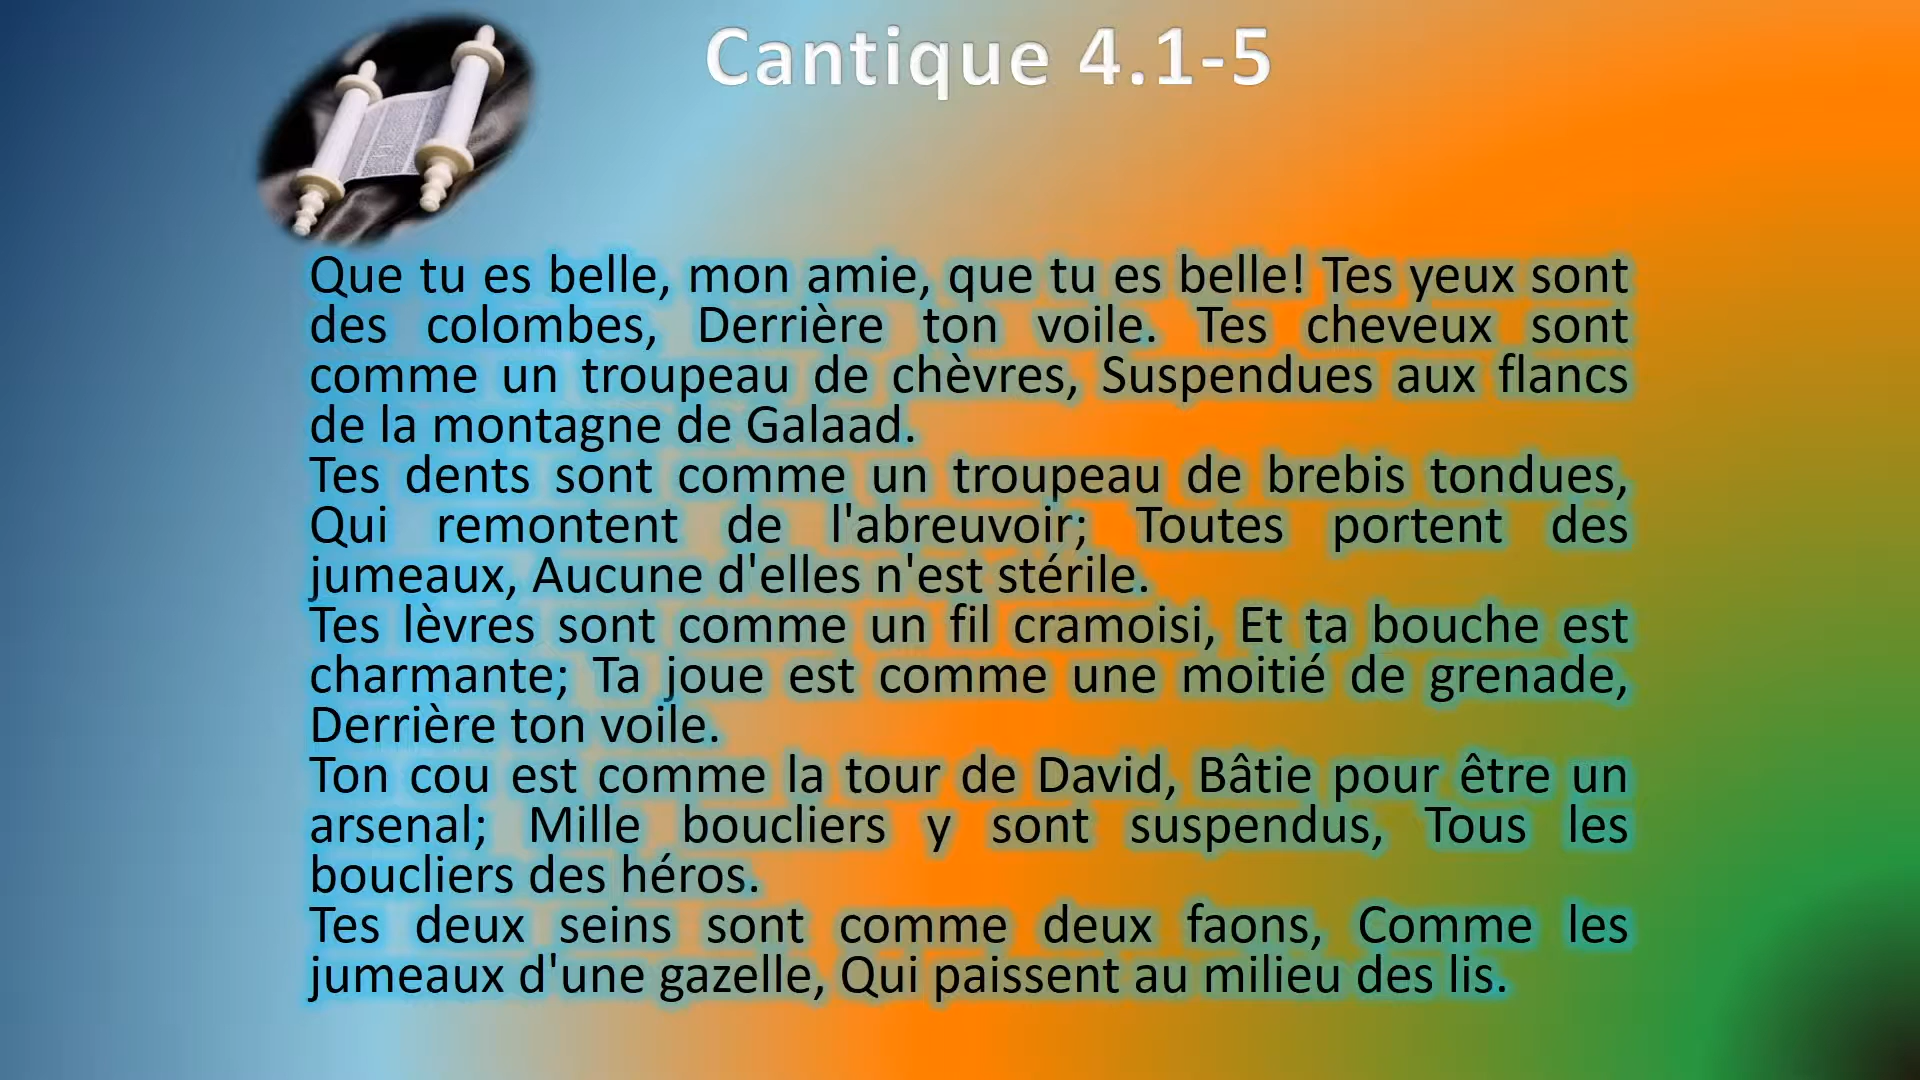 Cantique 4.1-5
Que tu es belle, mon amie, que tu es belle! Tes yeux sont
des colombes, Derrière ton voile. Tes cheveux sont
comme un troupeau de chèvres, Suspendues aux flancs
de la montagne de Galaad.
Tes dents sont comme un troupeau de brebis tondues,
Qui remontent de l'abreuvoir; Toutes portent des
jumeaux, Aucune d'elles n'est stérile.
Tes lèvres sont comme un fil cramoisi, Et ta bouche est
charmante; Ta joue est comme une moitié de grenade,
Derrière ton voile.
Ton cou est comme la tour de David, Bâtie pour être un
arsenal; Mille boucliers y sont suspendus, Tous les
boucliers des héros.
Tes deux seins sont comme deux faons, Comme les
jumeaux d'une gazelle, Qui paissent au milieu des lis.